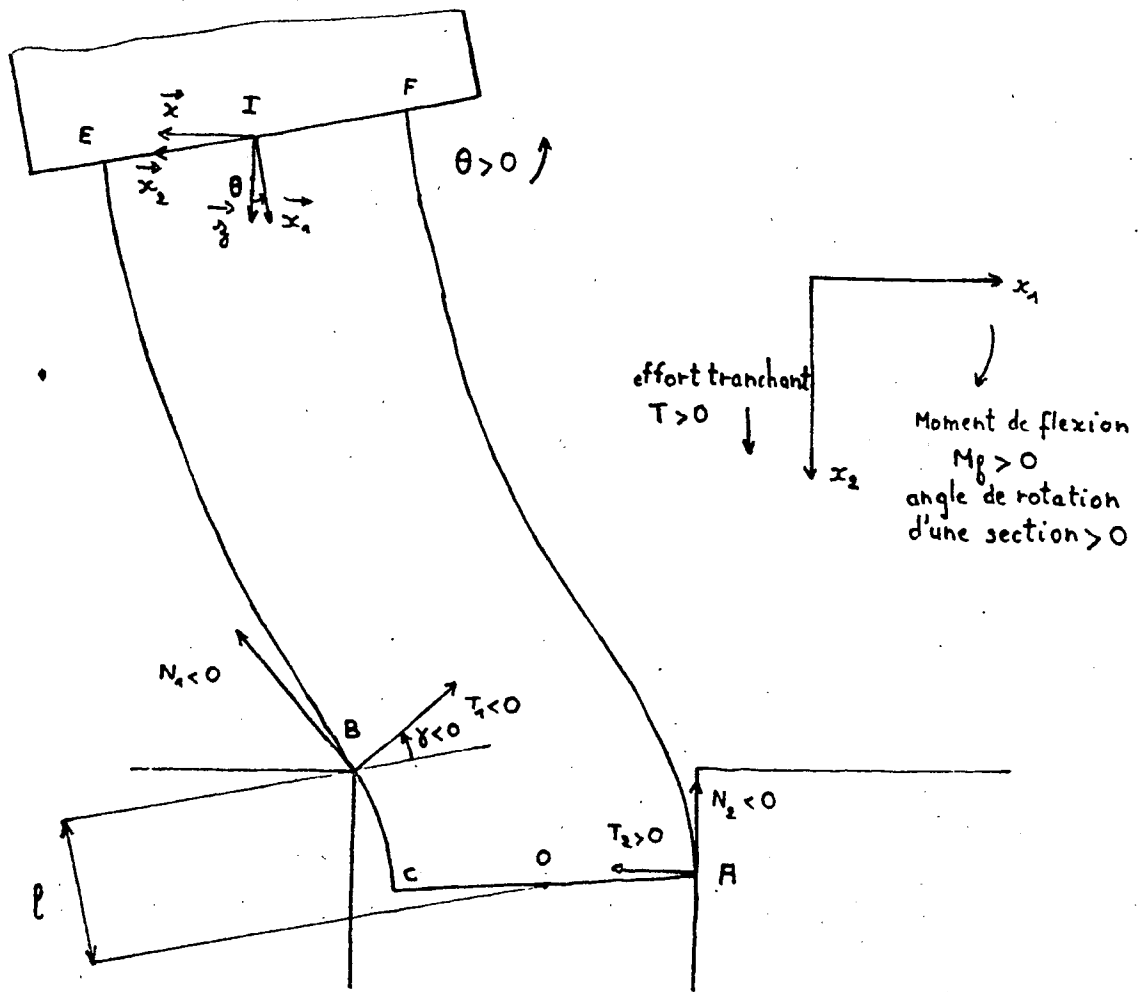 F
I
x
E
θ > 0
x₂
θ
z
x₁
x₁
effort tranchant
T > 0
Moment de flexion
Mf > 0
angle de rotation
d'une section > 0
x₂
N₁ < 0
T₁ < 0
B
γ < 0
N₂ < 0
T₂ > 0
O
C
A
l